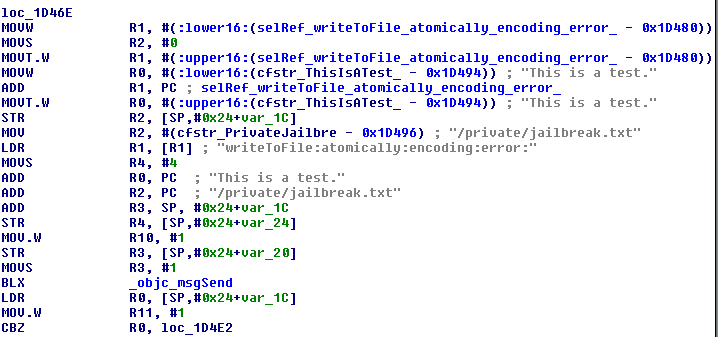 loc_1D46E
MOVW R1, #(:lower16:(selRef_writeToFile_atomically_encoding_error_ - 0x1D480))
MOVS R2, #0
MOVT.W R1, #(:upper16:(selRef_writeToFile_atomically_encoding_error_ - 0x1D480))
MOVW R0, #(:lower16:(cfstr_ThisIsATest_ - 0x1D494)) ; "This is a test."
ADD R1, PC ; selRef_writeToFile_atomically_encoding_error_
MOVT.W R0, #(:upper16:(cfstr_ThisIsATest_ - 0x1D494)) ; "This is a test."
STR R2, [SP,#0x24+var_1C]
MOV R2, #(cfstr_PrivateJailbre - 0x1D496) ; "/private/jailbreak.txt"
LDR R1, [R1] ; "writeToFile:atomically:encoding:error:"
MOVS R4, #4
ADD R0, PC ; "This is a test."
ADD R2, PC ; "/private/jailbreak.txt"
ADD R3, SP, #0x24+var_1C
STR R4, [SP,#0x24+var_24]
MOV.W R10, #1
STR R3, [SP,#0x24+var_20]
MOVS R3, #1
BLX _objc_msgSend
LDR R0, [SP,#0x24+var_1C]
MOV.W R11, #1
CBZ R0, loc_1D4E2